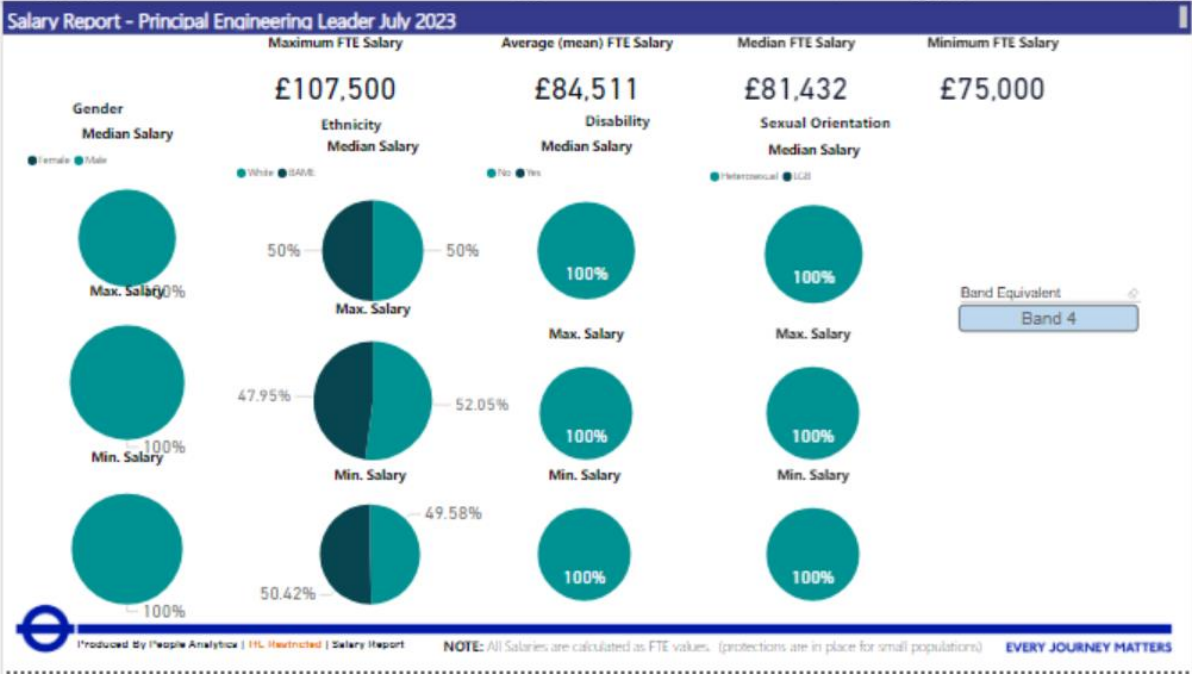 Salary Report - Principal Engineering Leader July 2023
Maximum FTE Salary
Average (mean) FTE Salary
Median FTE Salary
Minimum FTE Salary
£107,500
£84,511
£81,432
£75,000
Gender
Median Salary
Female Male
100%
Max. Salary
100%
Min. Salary
100%
Ethnicity
Median Salary
White BAME
50%
50%
Max. Salary
47.95%
52.05%
Min. Salary
49.58%
50.42%
Disability
Median Salary
No Yes
100%
Max. Salary
100%
Min. Salary
100%
Sexual Orientation
Median Salary
Heterosexual LGB
100%
Max. Salary
100%
Min. Salary
100%
Band Equivalent
Band 4
Produced By People Analytics | Restricted | Salary Report
NOTE: All Salaries are calculated as FTE values. (protections are in place for small populations)
EVERY JOURNEY MATTERS